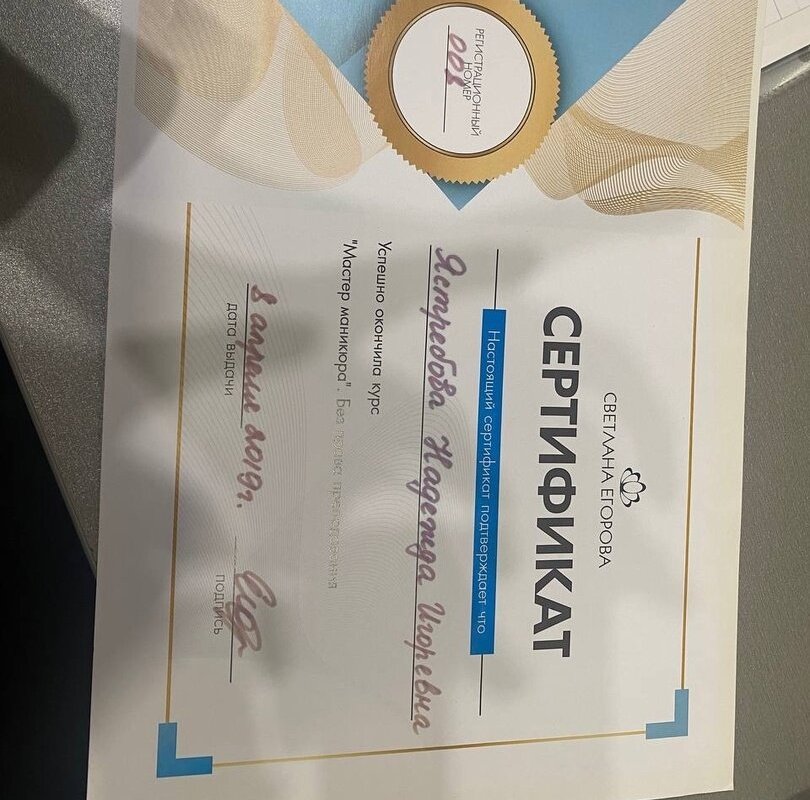 СВЕТЛАНА ЕГОРОВА
СЕРТИФИКАТ
Настоящий сертификат подтверждает что
Ястребова Надежда Игоревна
Успешно окончила курс
"Мастер маникюра". Без права преподавания
8 апреля 2019г.
дата выдачи
подпись
РЕГИСТРАЦИОННЫЙ
НОМЕР